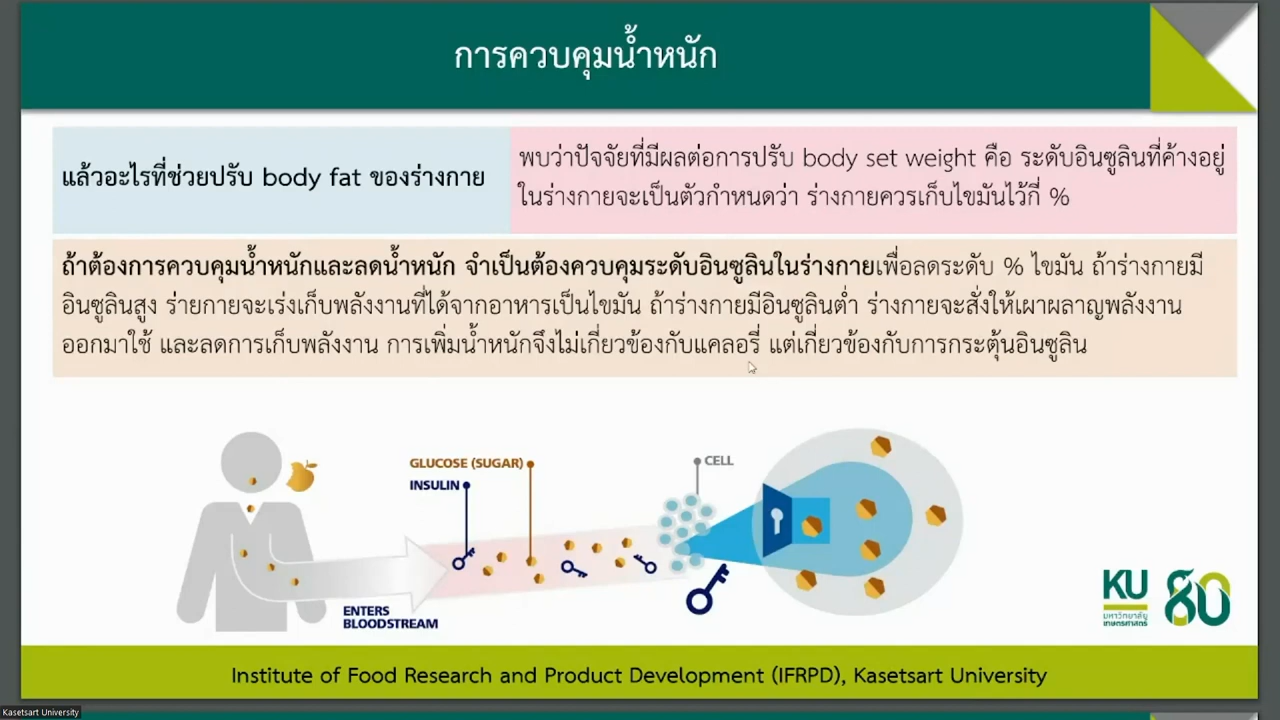 การควบคุมน้ำหนัก
แล้วอะไรที่ช่วยปรับ body fat ของร่างกาย
พบว่าปัจจัยที่มีผลต่อการปรับ body set weight คือ ระดับอินซูลินที่ค้างอยู่
ในร่างกายจะเป็นตัวกำหนดว่า ร่างกายควรเก็บไขมันไว้กี่ %
ถ้าต้องการควบคุมน้ำหนักและลดน้ำหนัก จำเป็นต้องควบคุมระดับอินซูลินในร่างกายเพื่อลดระดับ % ไขมัน ถ้าร่างกายมี
อินซูลินสูง ร่ายกายจะเร่งเก็บพลังงานที่ได้จากอาหารเป็นไขมัน ถ้าร่างกายมีอินซูลินต่ำ ร่างกายจะสั่งให้เผาผลาญพลังงาน
ออกมาใช้ และลดการเก็บพลังงาน การเพิ่มน้ำหนักจึงไม่เกี่ยวข้องกับแคลอรี่ แต่เกี่ยวข้องกับการกระตุ้นอินซูลิน
GLUCOSE (SUGAR)
INSULIN
CELL
ENTERS
BLOODSTREAM
KU 80
มหาวิทยาลัย
เกษตรศาสตร์
Institute of Food Research and Product Development (IFRPD), Kasetsart University
Kasetsart University